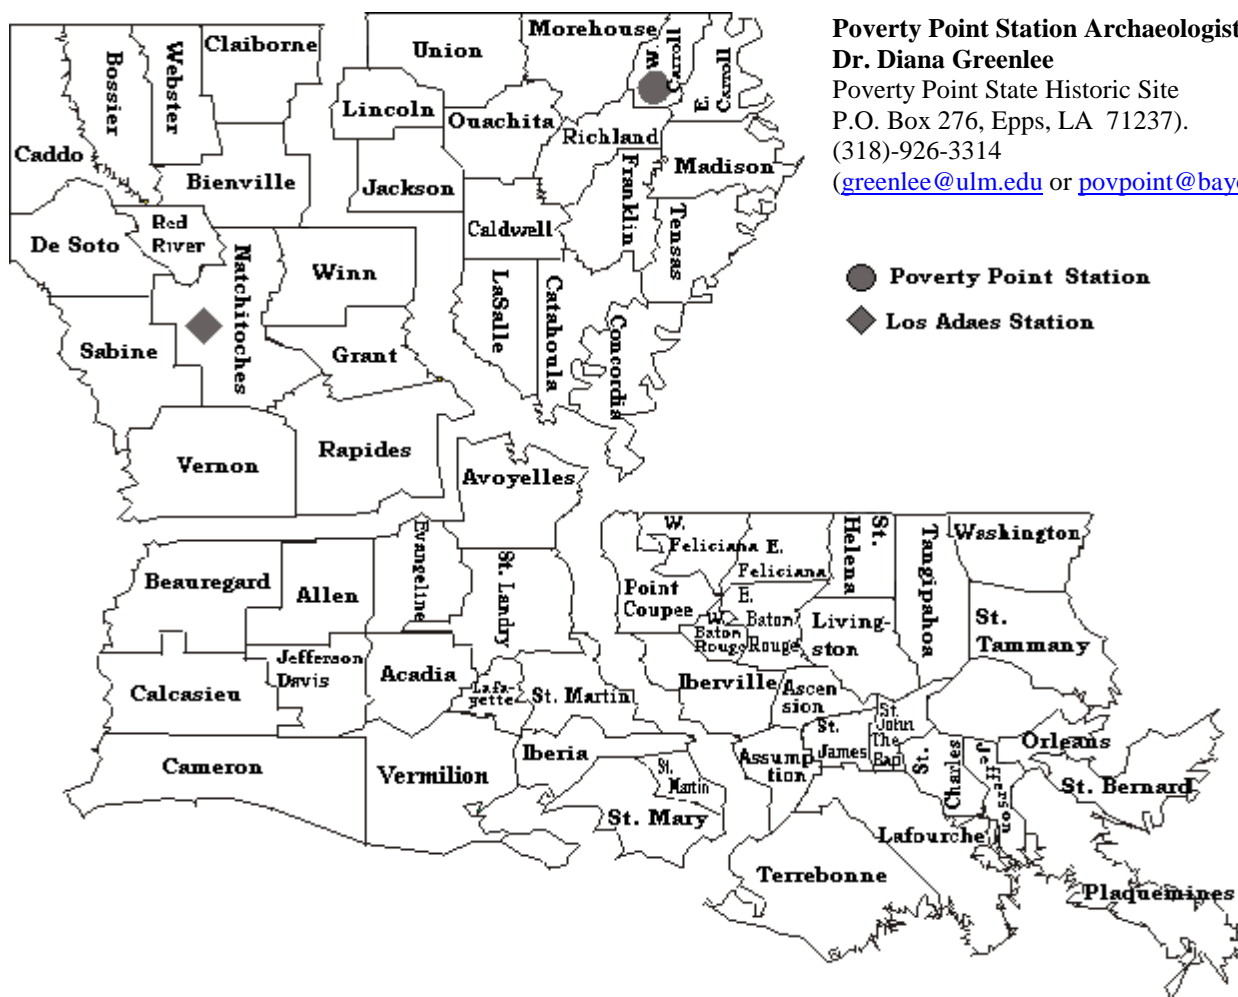 Poverty Point Station Archaeologist
Dr. Diana Greenlee
Poverty Point State Historic Site
P.O. Box 276, Epps, LA  71237).
(318)-926-3314
(greenlee@ulm.edu or povpoint@bay
Poverty Point Station
Los Adaes Station
Caddo
Bossier
Webster
Claiborne
Union
Morehouse
W.
Carroll
E.
Carroll
Lincoln
Ouachita
Richland
Madison
Bienville
Jackson
Franklin
Tensas
De Soto
Red
River
Natchitoches
Winn
Caldwell
LaSalle
Catahoula
Concordia
Sabine
Grant
Vernon
Rapides
Avoyelles
Beauregard
Allen
Evangeline
St. Landry
W.
Feliciana
E.
Feliciana
St.
Helena
Tangipahoa
Washington
Point
Coupee
W.
Baton
Rouge
E.
Baton
Rouge
Living-
ston
St.
Tammany
Calcasieu
Jefferson
Davis
Acadia
Lafa-
yette
St. Martin
Iberville
Ascen-
sion
St.
James
St.
John
The
Bap
Cameron
Vermilion
Iberia
St.
Martin
St. Mary
Assump
tion
St.
Charles
Jefferson
Orleans
St. Bernard
Lafourche
Terrebonne
Plaquemines